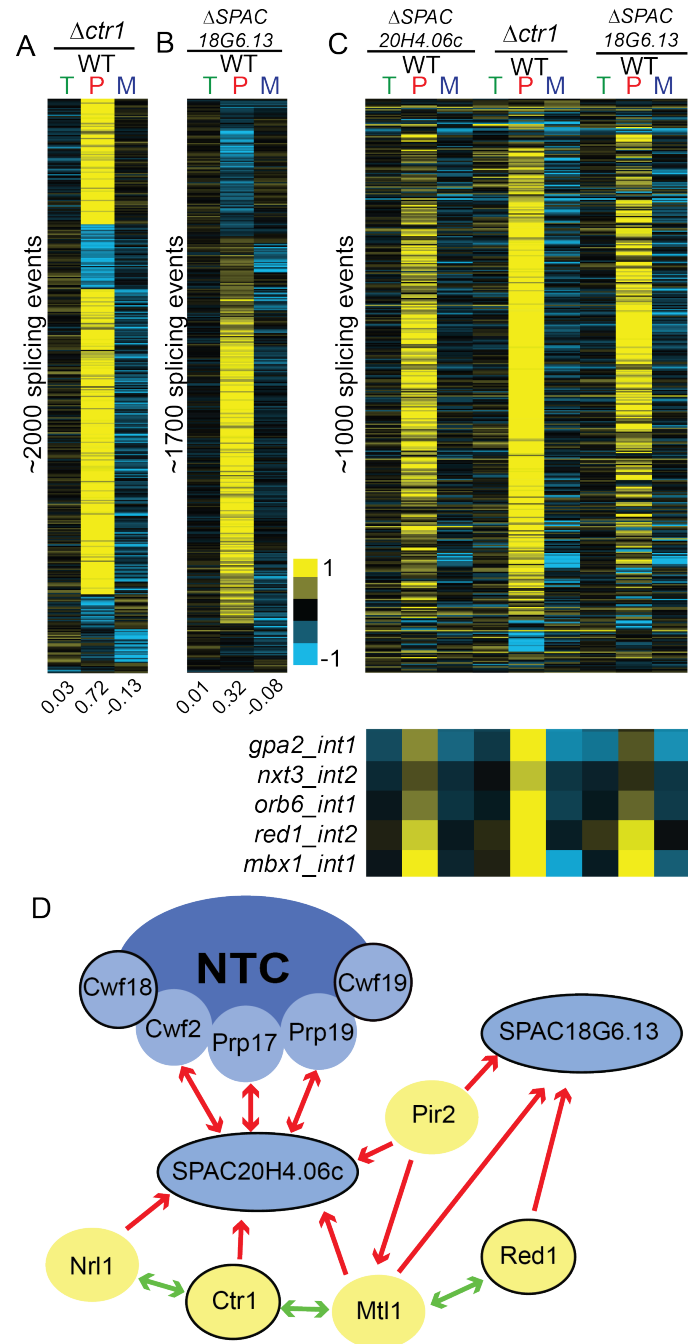 A
Δctr1
WT
T P M
~2000 splicing events
0.03 0.72 -0.13
B
ΔSPAC
18G6.13
WT
T P M
~1700 splicing events
0.01 0.32 -0.08
1
-1
C
ΔSPAC
20H4.06c
WT
T P M
Δctr1
WT
T P M
ΔSPAC
18G6.13
WT
T P M
~1000 splicing events
gpa2_int1
nxt3_int2
orb6_int1
red1_int2
mbx1_int1
D
NTC
Cwf18
Cwf19
Cwf2
Prp17
Prp19
SPAC18G6.13
Pir2
SPAC20H4.06c
Nrl1
Ctr1
Mtl1
Red1